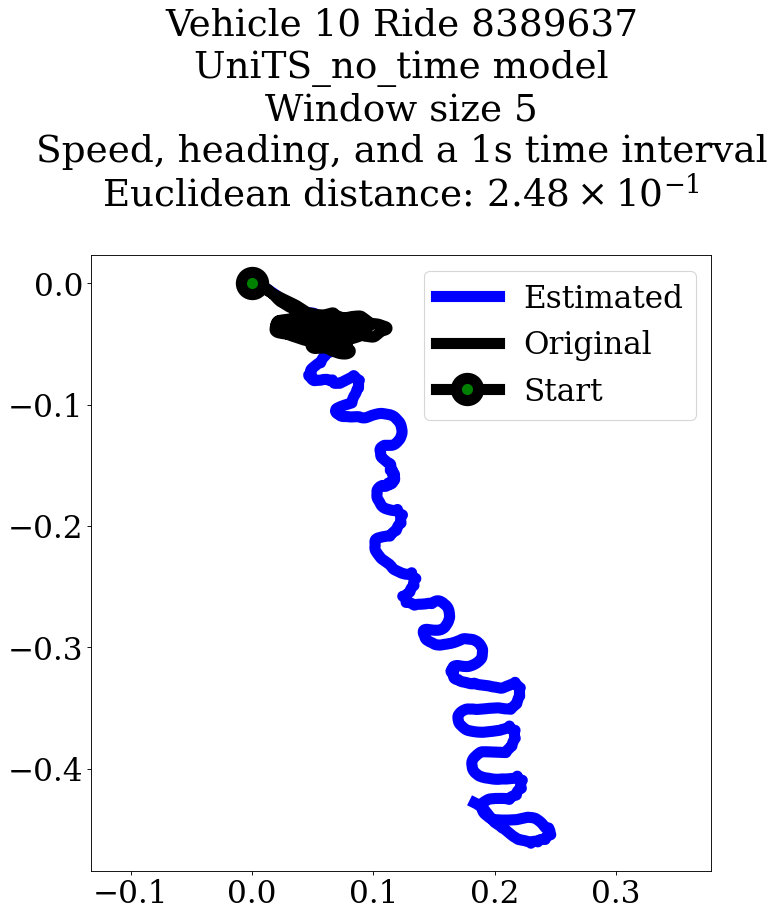 Vehicle 10 Ride 8389637
UniTS_no_time model
Window size 5
Speed, heading, and a 1s time interval
Euclidean distance: 2.48 × 10⁻¹
Estimated
Original
Start
0.0
−0.1
−0.2
−0.3
−0.4
−0.1 0.0 0.1 0.2 0.3